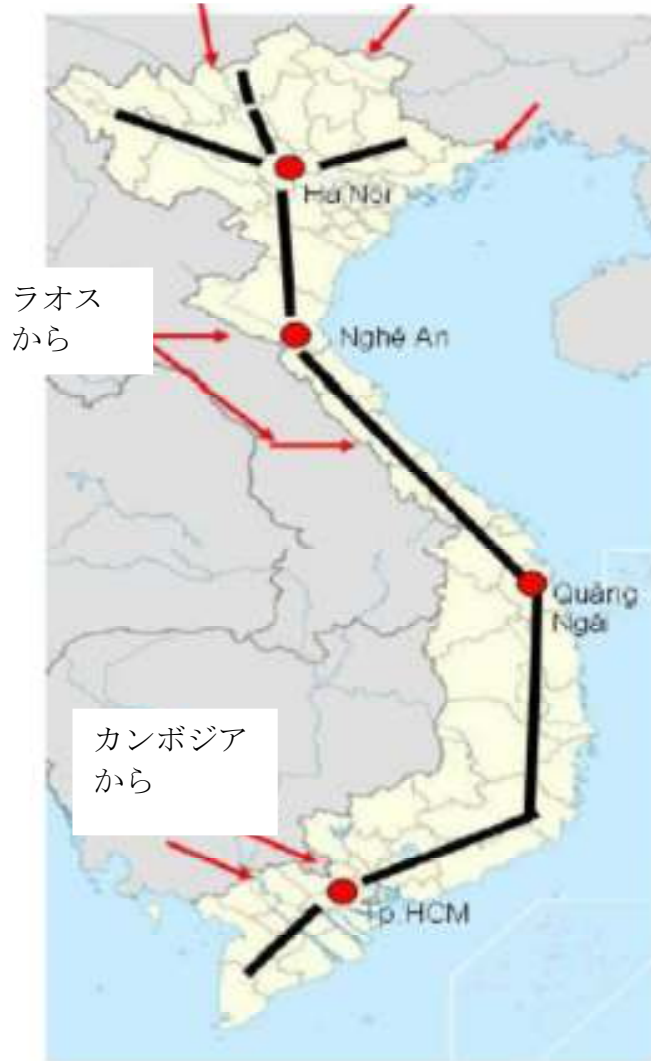 Hà Nội
ラオス
から
Nghệ An
Quảng
Ngãi
カンボジア
から
Tp HCM